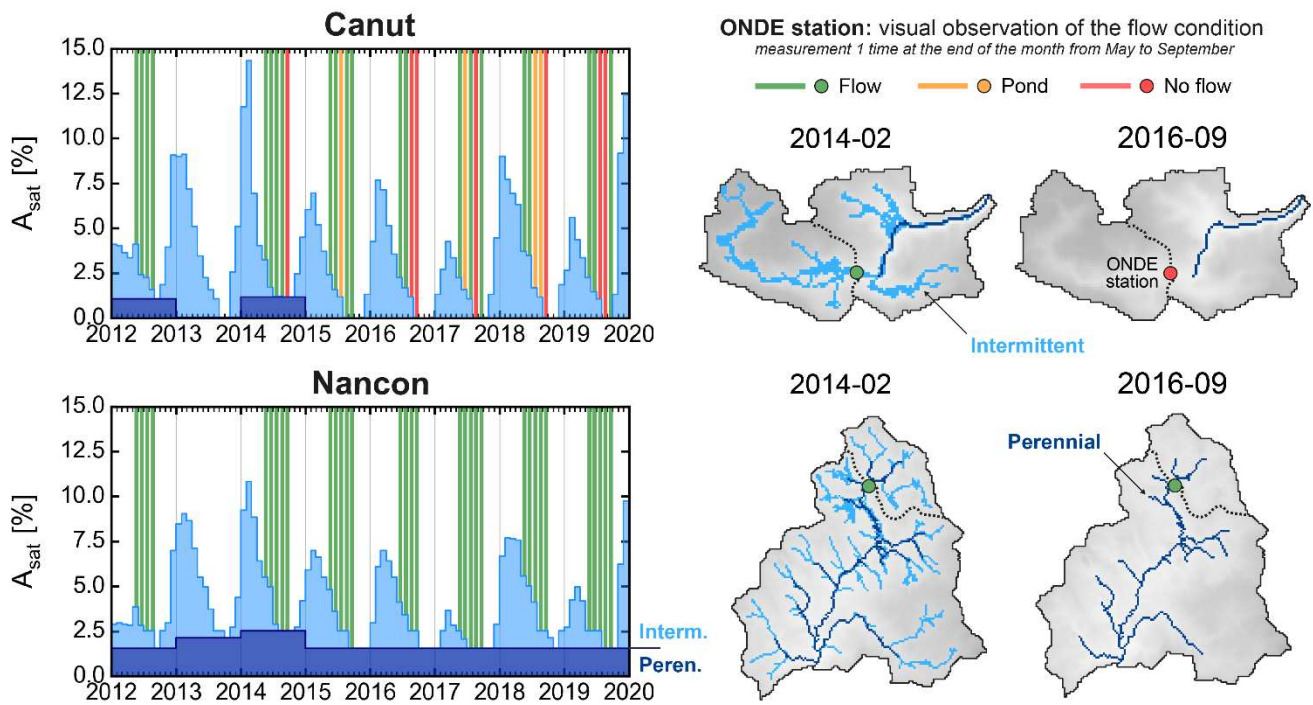 Canut
15.0
12.5
10.0
7.5
5.0
2.5
0.0
A_sat [%]
2012 2013 2014 2015 2016 2017 2018 2019 2020
Nancon
15.0
12.5
10.0
7.5
5.0
2.5
0.0
A_sat [%]
2012 2013 2014 2015 2016 2017 2018 2019 2020
Interm.
Peren.
ONDE station: visual observation of the flow condition
measurement 1 time at the end of the month from May to September
Flow Pond No flow
2014-02 2016-09
ONDE
station
Intermittent
2014-02 2016-09
Perennial